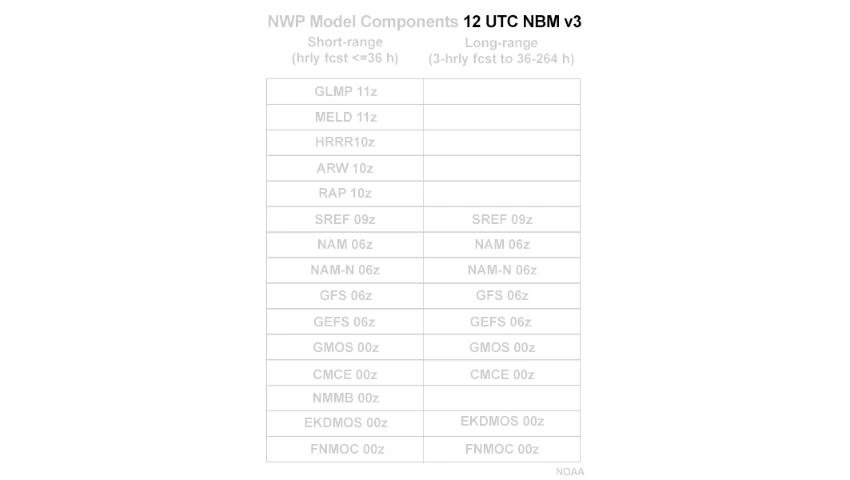 NWP Model Components 12 UTC NBM v3
Short-range Long-range
(hrly fcst <=36 h) (3-hrly fcst to 36-264 h)
GLMP 11z
MELD 11z
HRRR10z
ARW 10z
RAP 10z
SREF 09z SREF 09z
NAM 06z NAM 06z
NAM-N 06z NAM-N 06z
GFS 06z GFS 06z
GEFS 06z GEFS 06z
GMOS 00z GMOS 00z
CMCE 00z CMCE 00z
NMMB 00z
EKDMOS 00z EKDMOS 00z
FNMOC 00z FNMOC 00z
NOAA